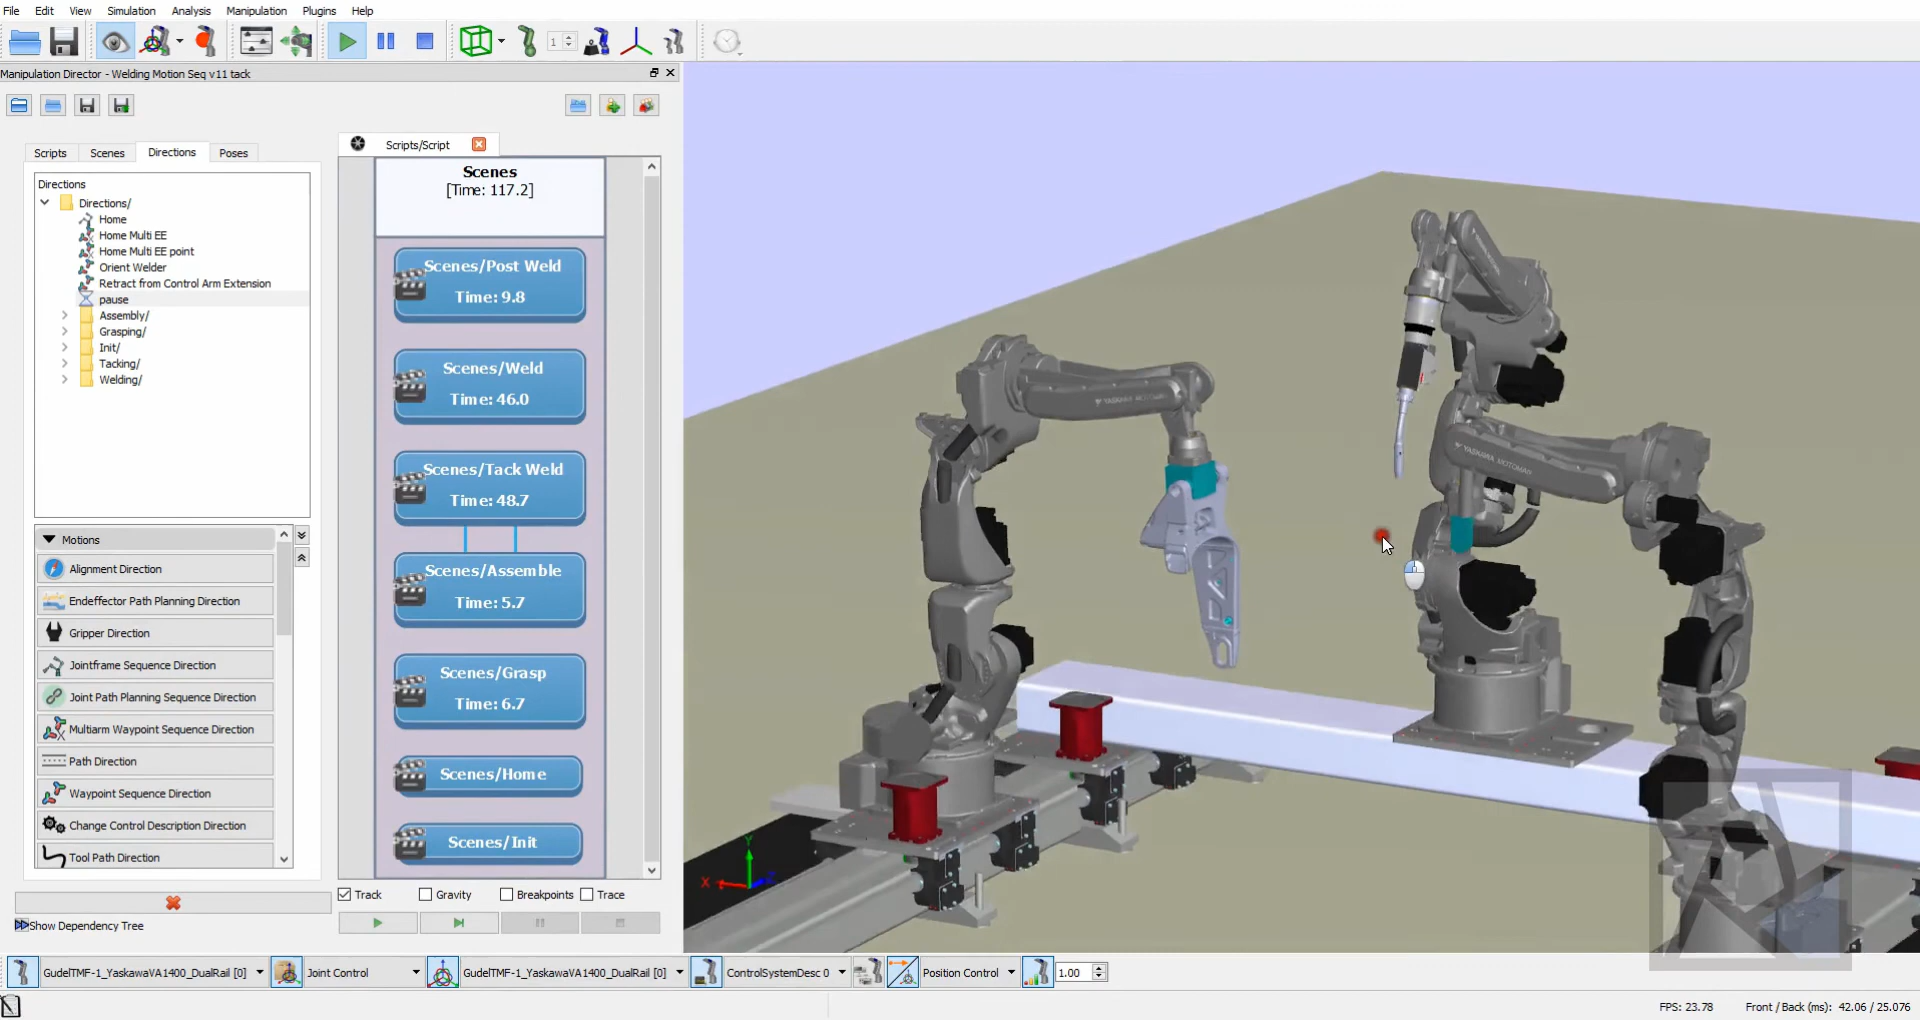 File Edit View Simulation Analysis Manipulation Plugins Help
1
Manipulation Director - Welding Motion Seq v11 tack
Scripts Scenes Directions Poses
Directions
Directions/
Home
Home Multi EE
Home Multi EE point
Orient Welder
Retract from Control Arm Extension
pause
Assembly/
Grasping/
Init/
Tacking/
Welding/
Motions
Alignment Direction
Endeffector Path Planning Direction
Gripper Direction
Jointframe Sequence Direction
Joint Path Planning Sequence Direction
Multiarm Waypoint Sequence Direction
Path Direction
Waypoint Sequence Direction
Change Control Description Direction
Tool Path Direction
Show Dependency Tree
Scripts/Script
Scenes
[Time: 117.2]
Scenes/Post Weld
Time: 9.8
Scenes/Weld
Time: 46.0
Scenes/Tack Weld
Time: 48.7
Scenes/Assemble
Time: 5.7
Scenes/Grasp
Time: 6.7
Scenes/Home
Scenes/Init
Track Gravity Breakpoints Trace
YASKAWA MOTOMAN
YASKAWA MOTOMAN
Y
X
Z
GudelTMF-1_YaskawaVA1400_DualRail [0] Joint Control GudelTMF-1_YaskawaVA1400_DualRail [0] ControlSystemDesc 0 Position Control 1.00
FPS: 23.78 Front / Back (ms): 42.06 / 25.076